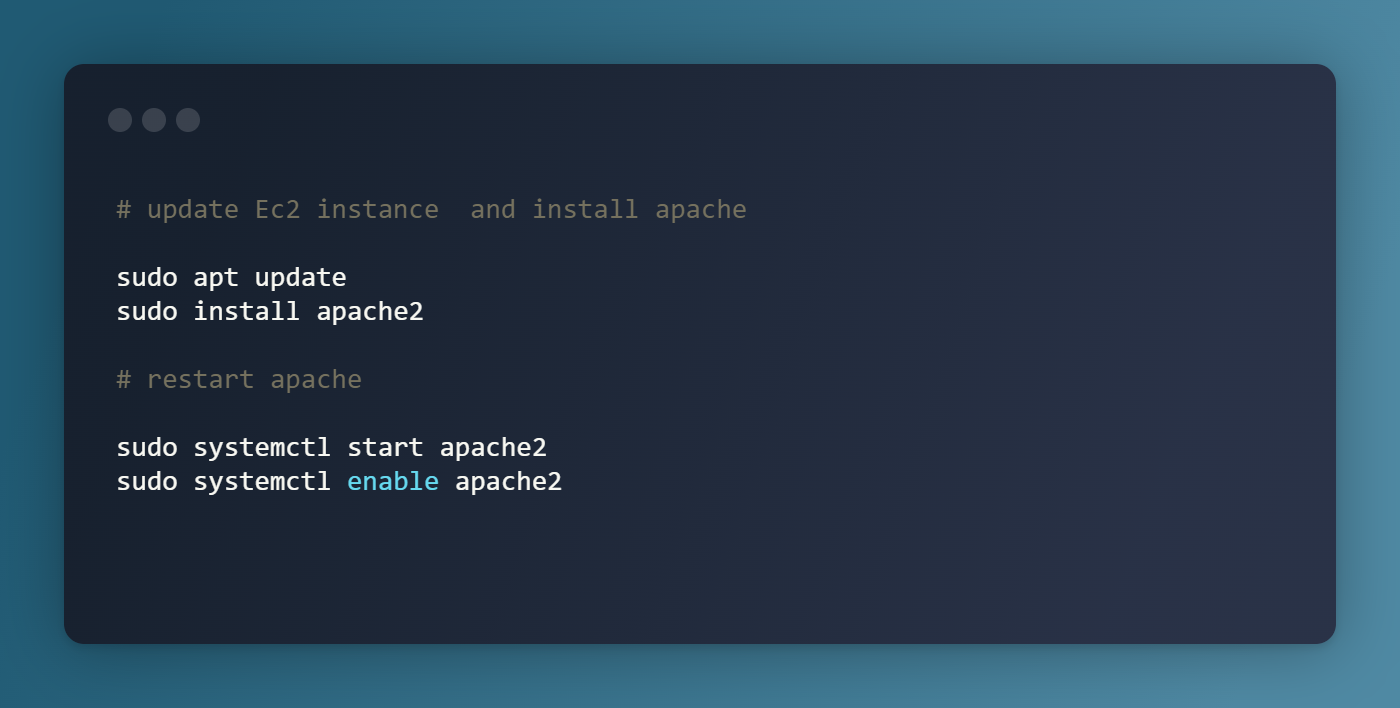 # update Ec2 instance  and install apache
sudo apt update
sudo install apache2
# restart apache
sudo systemctl start apache2
sudo systemctl enable apache2